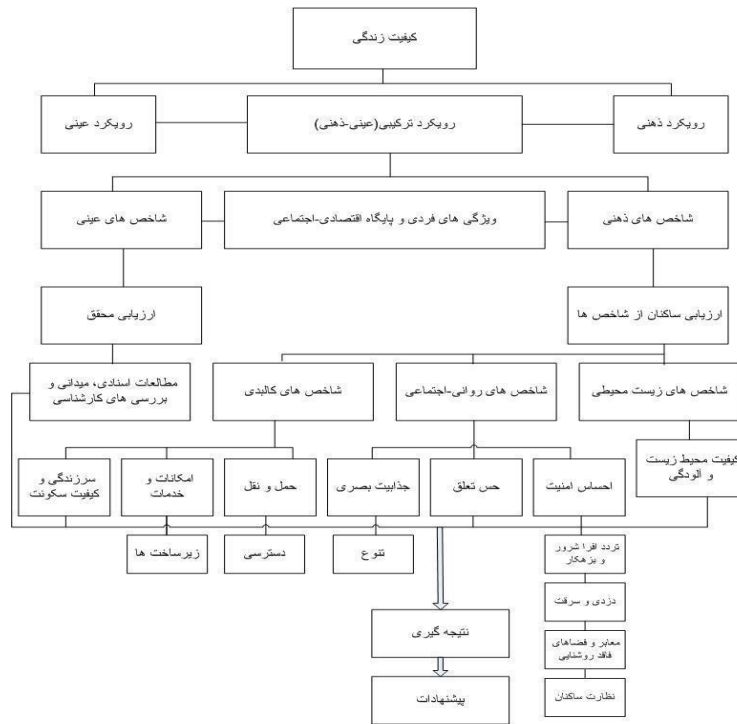 کیفیت زندگی
رویکرد ذهنی
رویکرد ترکیبی(عینی-ذهنی)
رویکرد عینی
شاخص های ذهنی
ویژگی های فردی و پایگاه اقتصادی-اجتماعی
شاخص های عینی
ارزیابی ساکنان از شاخص ها
ارزیابی محقق
شاخص های زیست محیطی
شاخص های روانی-اجتماعی
شاخص های کالبدی
مطالعات اسنادی، میدانی و
بررسی های کارشناسی
کیفیت محیط زیست
و آلودگی
احساس امنیت
حس تعلق
جذابیت بصری
حمل و نقل
امکانات و
خدمات
سرزندگی و
کیفیت سکونت
تردد افرا شرور
و بزهکار
تنوع
دسترسی
زیرساخت ها
دزدی و سرقت
معابر و فضاهای
فاقد روشنایی
نظارت ساکنان
نتیجه گیری
پیشنهادات